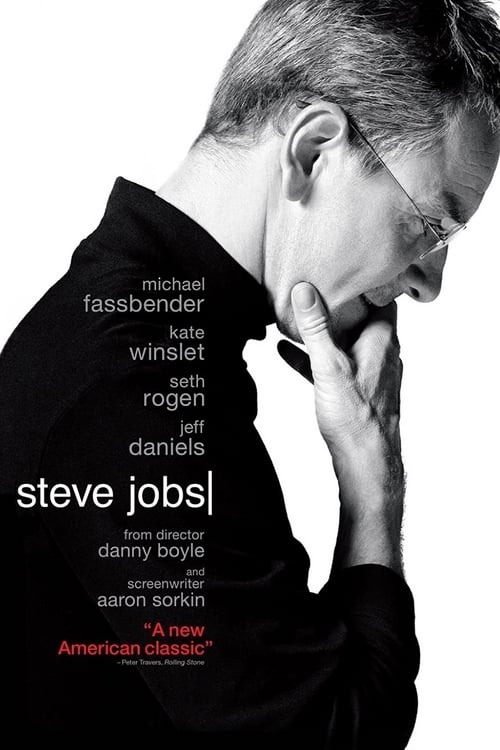 michael
fassbender
kate
winslet
seth
rogen
jeff
daniels
steve jobs|
from director
danny boyle
and
screenwriter
aaron sorkin
“A new
American classic”
– Peter Travers, Rolling Stone